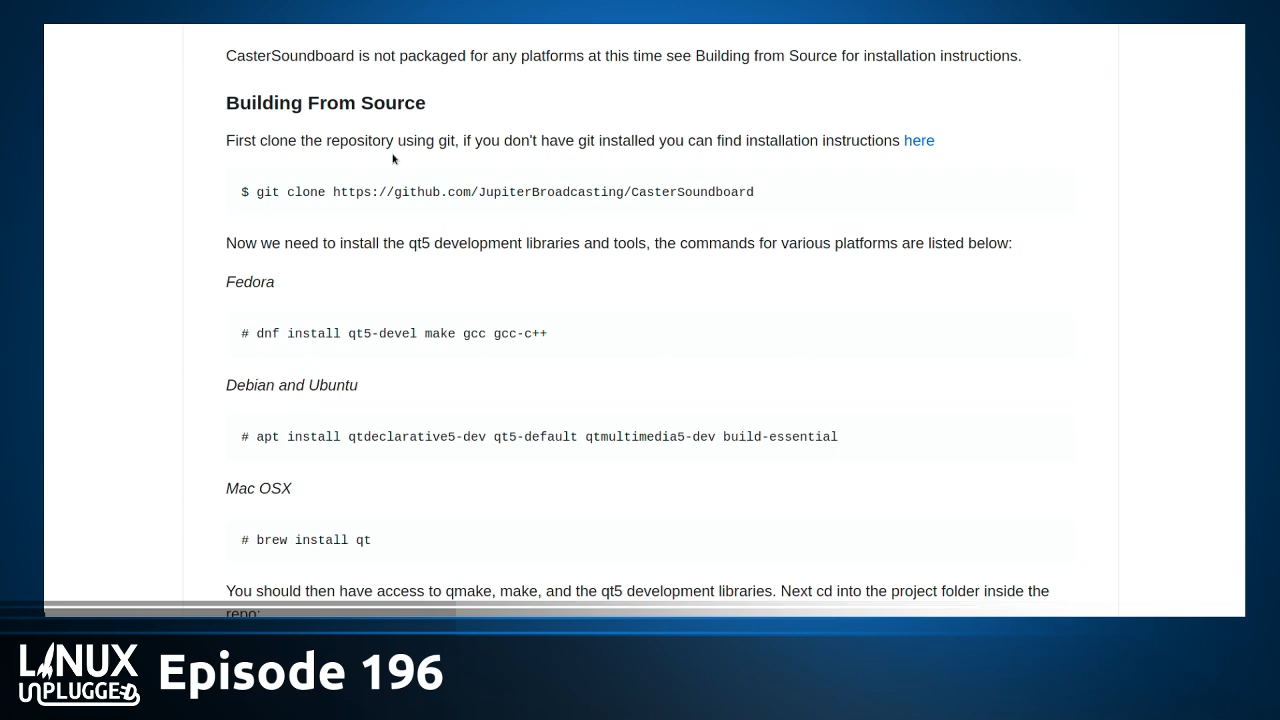 CasterSoundboard is not packaged for any platforms at this time see Building from Source for installation instructions.
Building From Source
First clone the repository using git, if you don't have git installed you can find installation instructions here
$ git clone https://github.com/JupiterBroadcasting/CasterSoundboard
Now we need to install the qt5 development libraries and tools, the commands for various platforms are listed below:
Fedora
# dnf install qt5-devel make gcc gcc-c++
Debian and Ubuntu
# apt install qtdeclarative5-dev qt5-default qtmultimedia5-dev build-essential
Mac OSX
# brew install qt
You should then have access to qmake, make, and the qt5 development libraries. Next cd into the project folder inside the
repo:
LINUX
UNPLUGGED
Episode 196